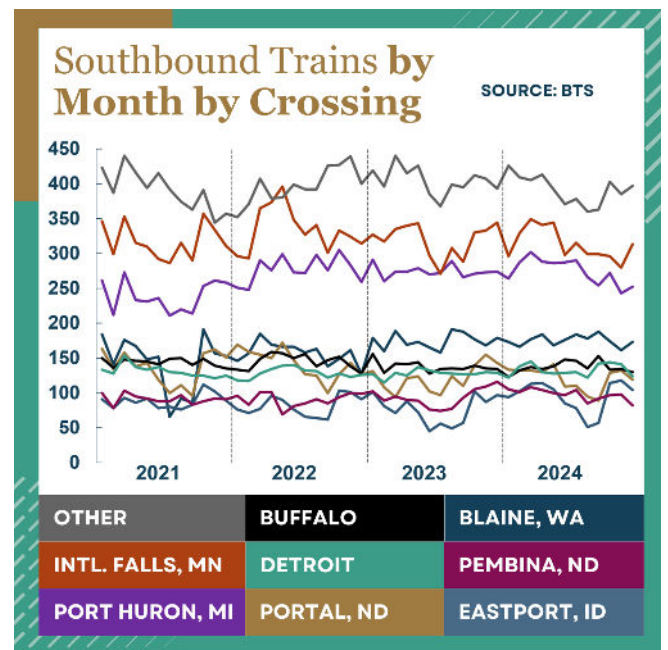 Southbound Trains by
Month by Crossing
SOURCE: BTS
450
400
350
300
250
200
150
100
50
0
2021 2022 2023 2024
OTHER BUFFALO BLAINE, WA
INTL. FALLS, MN DETROIT PEMBINA, ND
PORT HURON, MI PORTAL, ND EASTPORT, ID